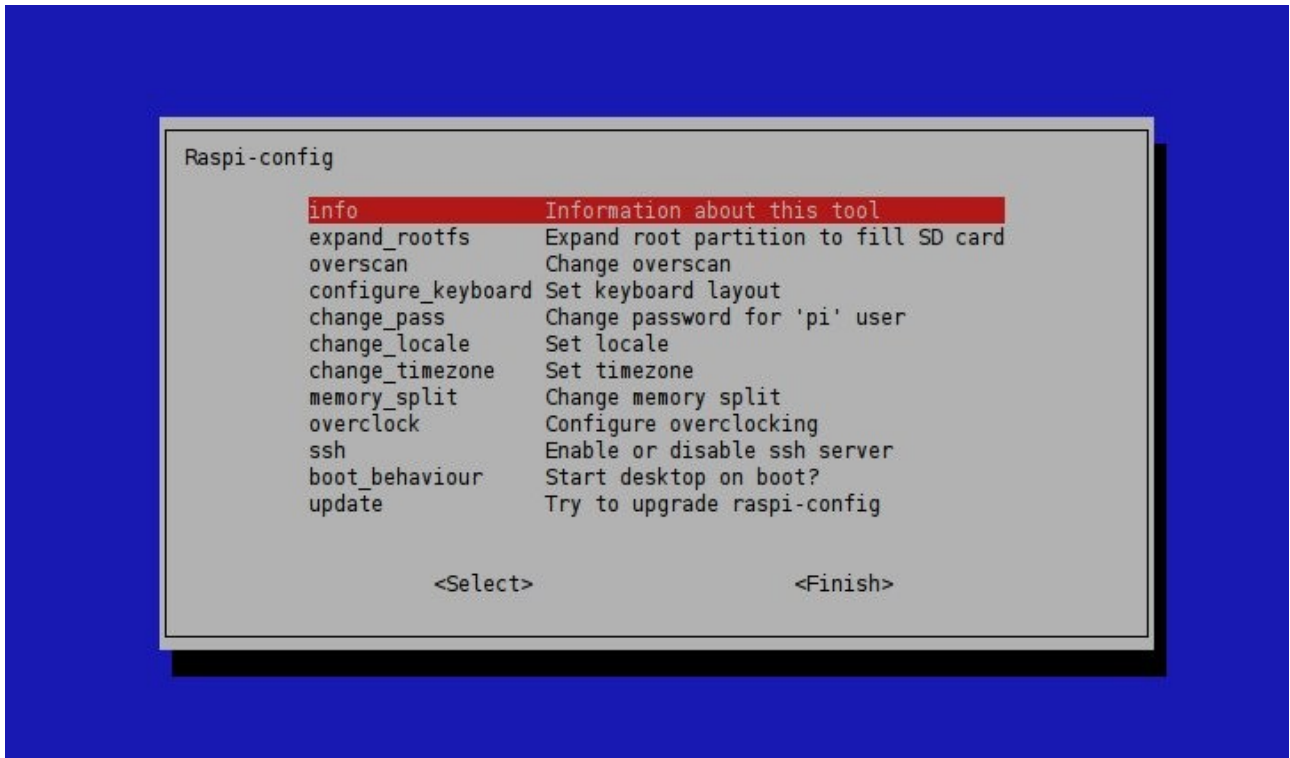 Raspi-config
info Information about this tool
expand_rootfs Expand root partition to fill SD card
overscan Change overscan
configure_keyboard Set keyboard layout
change_pass Change password for 'pi' user
change_locale Set locale
change_timezone Set timezone
memory_split Change memory split
overclock Configure overclocking
ssh Enable or disable ssh server
boot_behaviour Start desktop on boot?
update Try to upgrade raspi-config
<Select> <Finish>